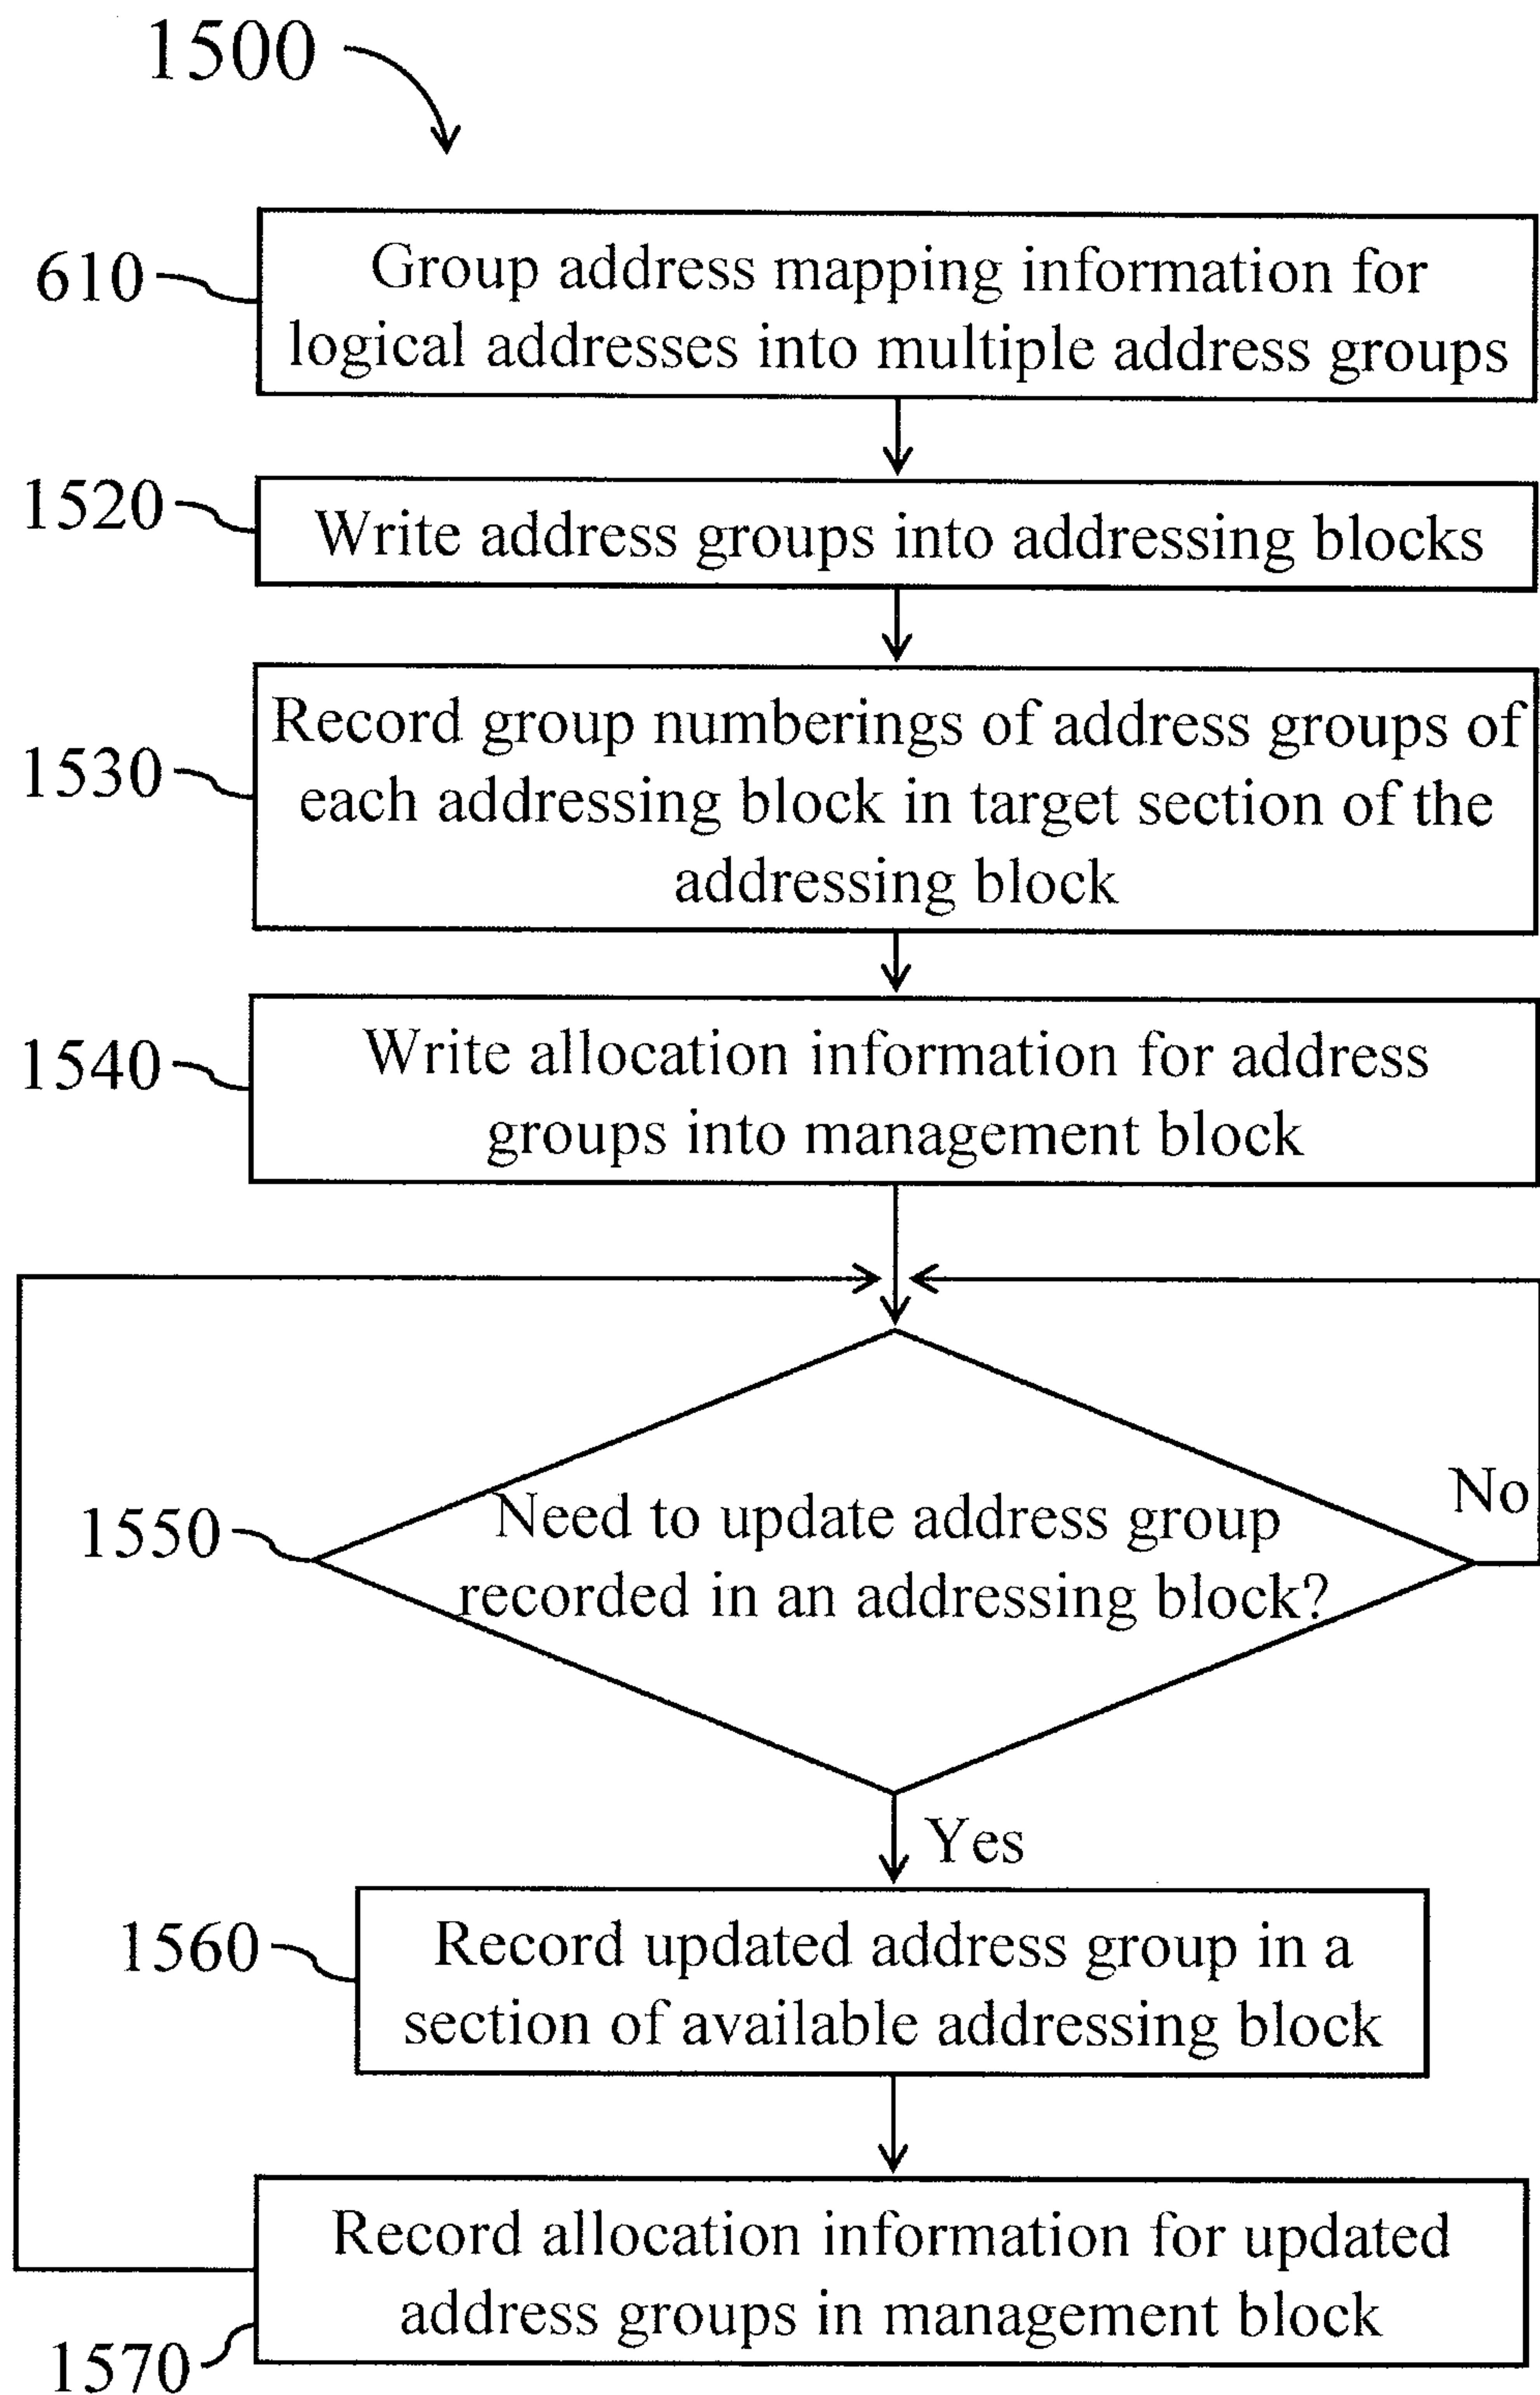 1500
610
Group address mapping information for
logical addresses into multiple address groups
1520
Write address groups into addressing blocks
1530
Record group numberings of address groups of
each addressing block in target section of the
addressing block
1540
Write allocation information for address
groups into management block
1550
Need to update address group
recorded in an addressing block?
No
Yes
1560
Record updated address group in a
section of available addressing block
1570
Record allocation information for updated
address groups in management block